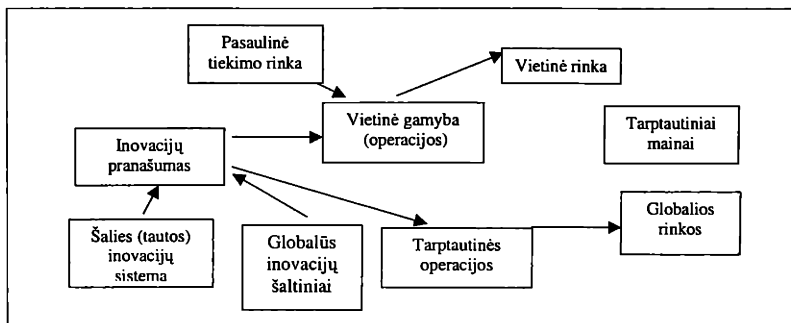 Pasaulinė
tiekimo rinka
Vietinė rinka
Vietinė gamyba
(operacijos)
Tarptautiniai
mainai
Inovacijų
pranašumas
Globalios
rinkos
Šalies (tautos)
inovacijų
sistema
Globalūs
inovacijų
šaltiniai
Tarptautinės
operacijos